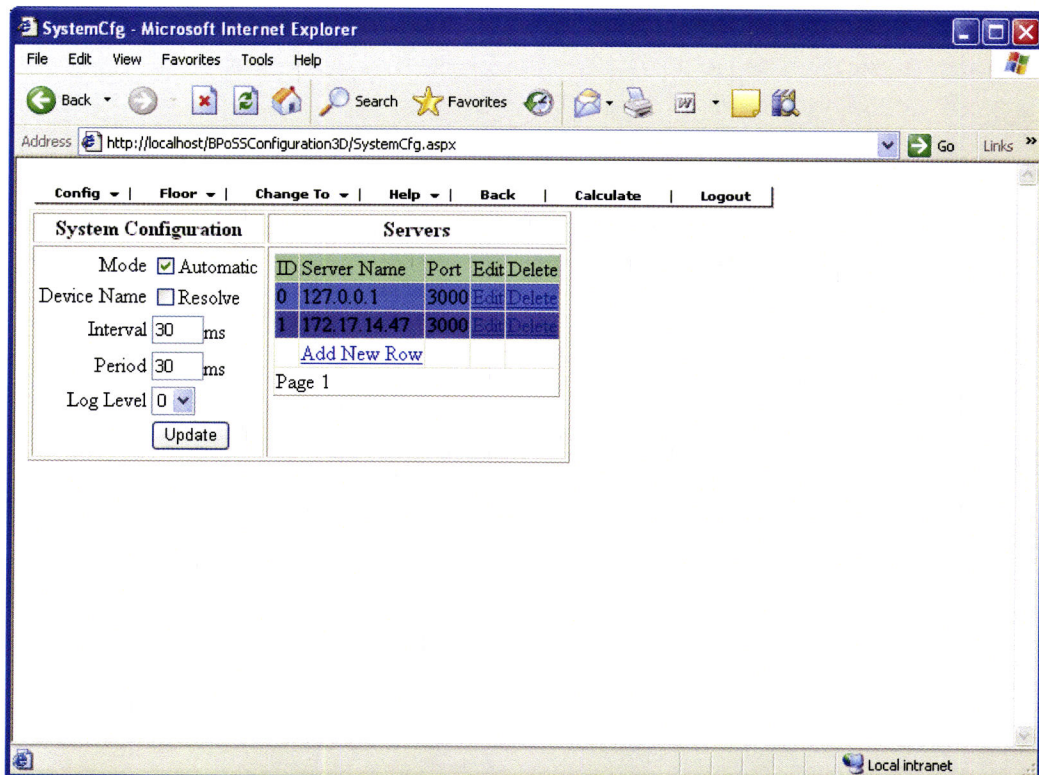 SystemCfg - Microsoft Internet Explorer
File Edit View Favorites Tools Help
Back Search Favorites
Address http://localhost/BPoSSConfiguration3D/SystemCfg.aspx Go Links »
Config | Floor | Change To | Help | Back | Calculate | Logout
System Configuration Servers
Mode Automatic
Device Name Resolve
Interval 30 ms
Period 30 ms
Log Level 0
Update
ID Server Name Port Edit Delete
0 127.0.0.1 3000 Edit Delete
1 172.17.14.47 3000 Edit Delete
Add New Row
Page 1
Local intranet